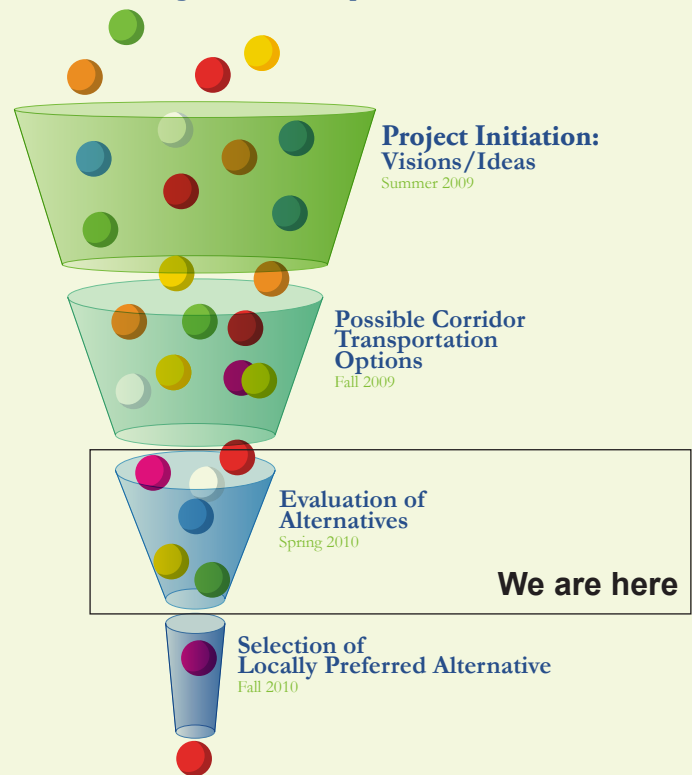 Project Initiation:
Visions/Ideas
Summer 2009
Possible Corridor
Transportation
Options
Fall 2009
Evaluation of
Alternatives
Spring 2010
We are here
Selection of
Locally Preferred Alternative
Fall 2010